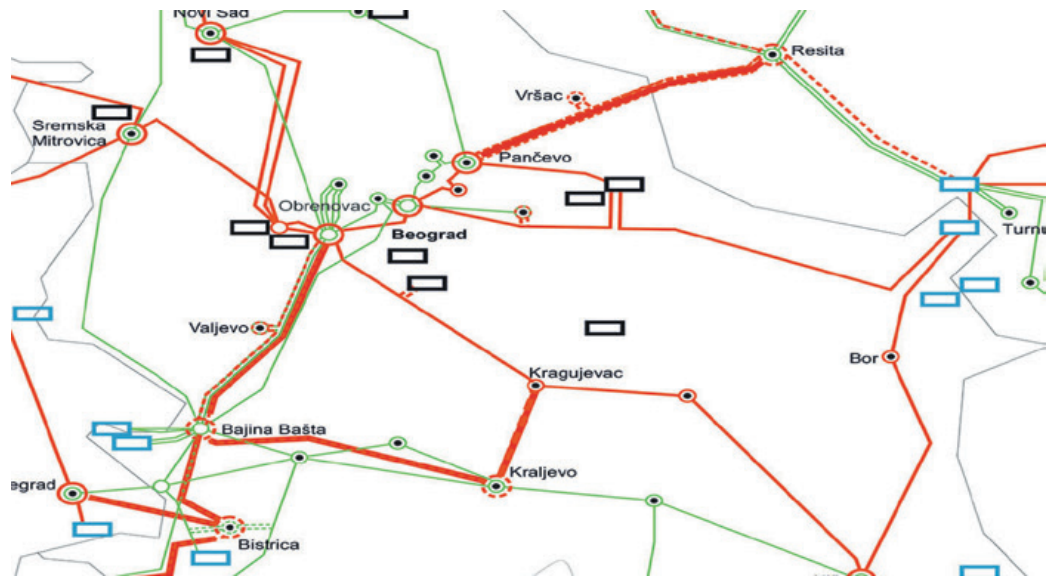 Novi Sad
Resita
Vršac
Sremska
Mitrovica
Pančevo
Obrenovac
Beograd
Turnu
Valjevo
Bor
Kragujevac
Bajina Bašta
Kraljevo
egrad
Bistrica